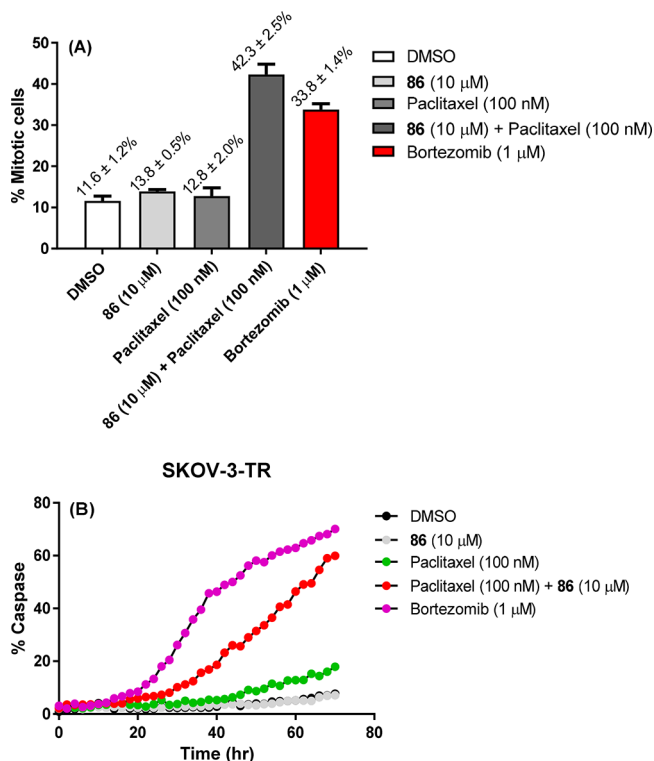 (A)
% Mitotic cells
50
40
30
20
10
0
11.6 ± 1.2%
13.8 ± 0.5%
12.8 ± 2.0%
42.3 ± 2.5%
33.8 ± 1.4%
DMSO
86 (10 μM)
Paclitaxel (100 nM)
86 (10 μM) + Paclitaxel (100 nM)
Bortezomib (1 μM)
DMSO
86 (10 μM)
Paclitaxel (100 nM)
86 (10 μM) + Paclitaxel (100 nM)
Bortezomib (1 μM)
SKOV-3-TR
(B)
% Caspase
80
60
40
20
0
0 20 40 60 80
Time (hr)
DMSO
86 (10 μM)
Paclitaxel (100 nM)
Paclitaxel (100 nM) + 86 (10 μM)
Bortezomib (1 μM)